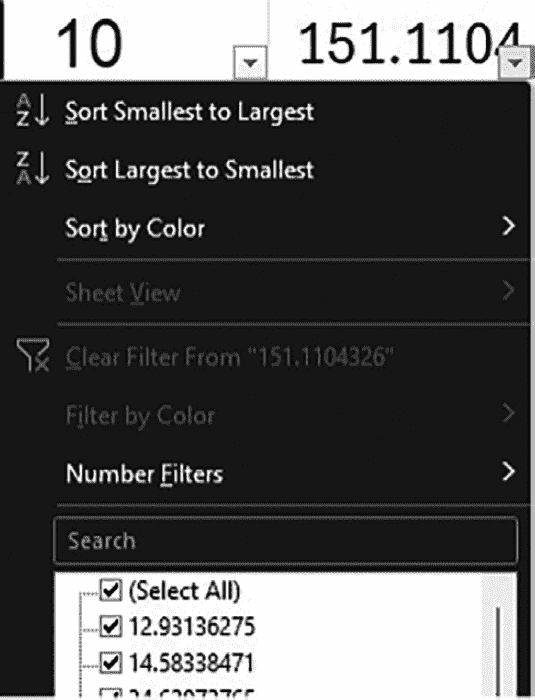 10 151.1104
Sort Smallest to Largest
Sort Largest to Smallest
Sort by Color
Sheet View
Clear Filter From "151.1104326"
Filter by Color
Number Filters
Search
(Select All)
12.93136275
14.58338471